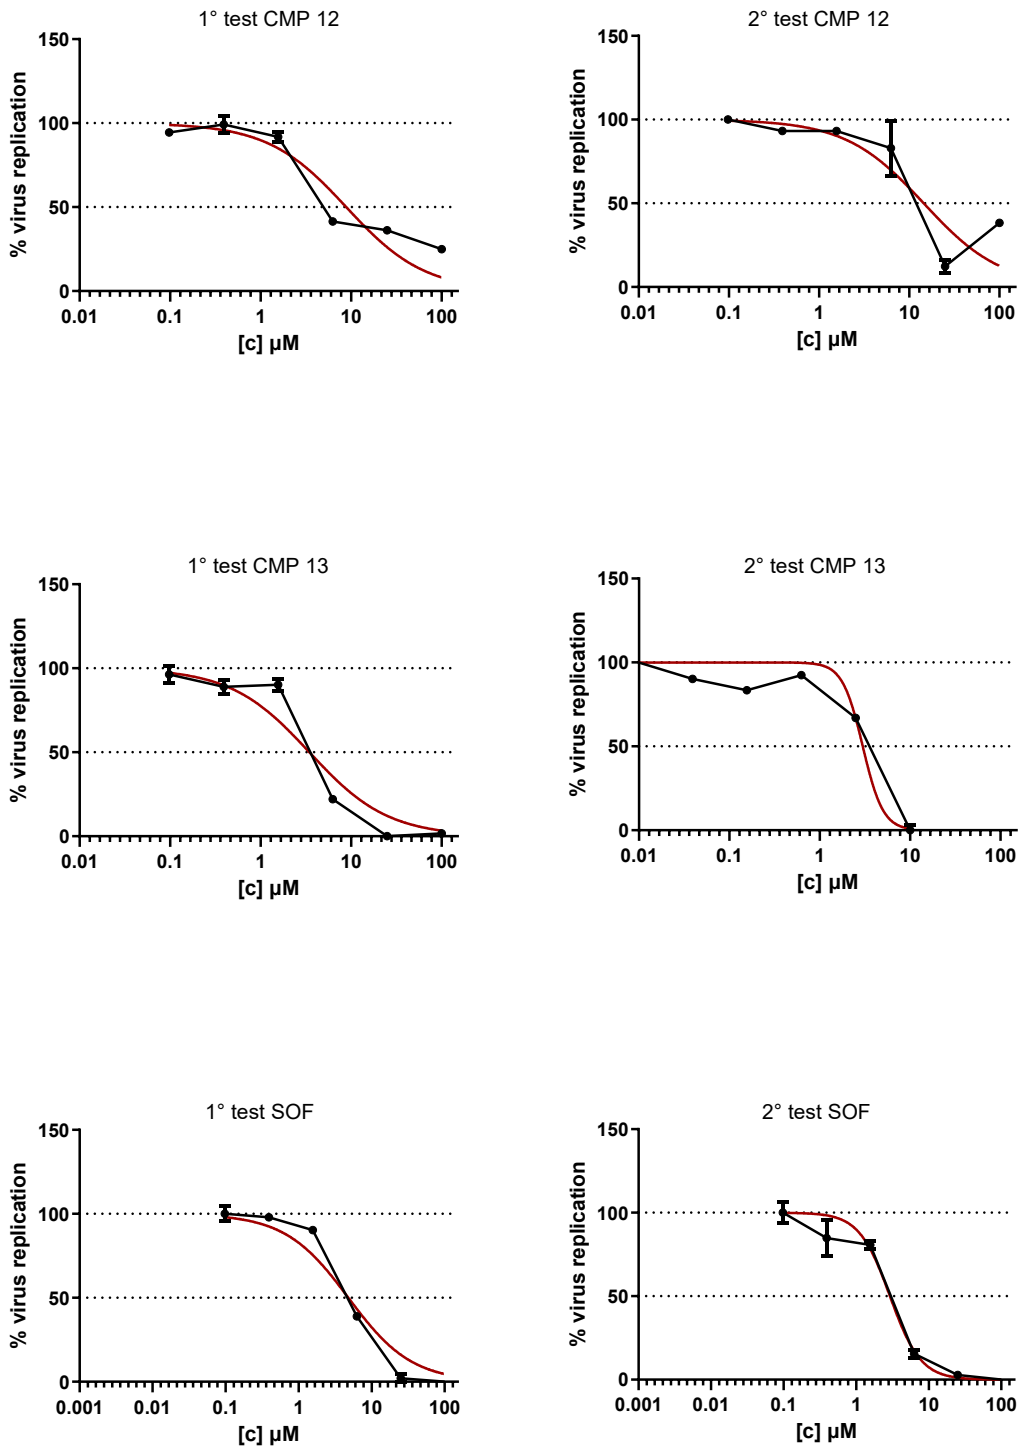 1° test CMP 12
150
100
50
0
% virus replication
0.01 0.1 1 10 100
[c] µM
2° test CMP 12
150
100
50
0
% virus replication
0.01 0.1 1 10 100
[c] µM
1° test CMP 13
150
100
50
0
% virus replication
0.01 0.1 1 10 100
[c] µM
2° test CMP 13
150
100
50
0
% virus replication
0.01 0.1 1 10 100
[c] µM
1° test SOF
150
100
50
0
% virus replication
0.001 0.01 0.1 1 10 100
[c] µM
2° test SOF
150
100
50
0
% virus replication
0.001 0.01 0.1 1 10 100
[c] µM